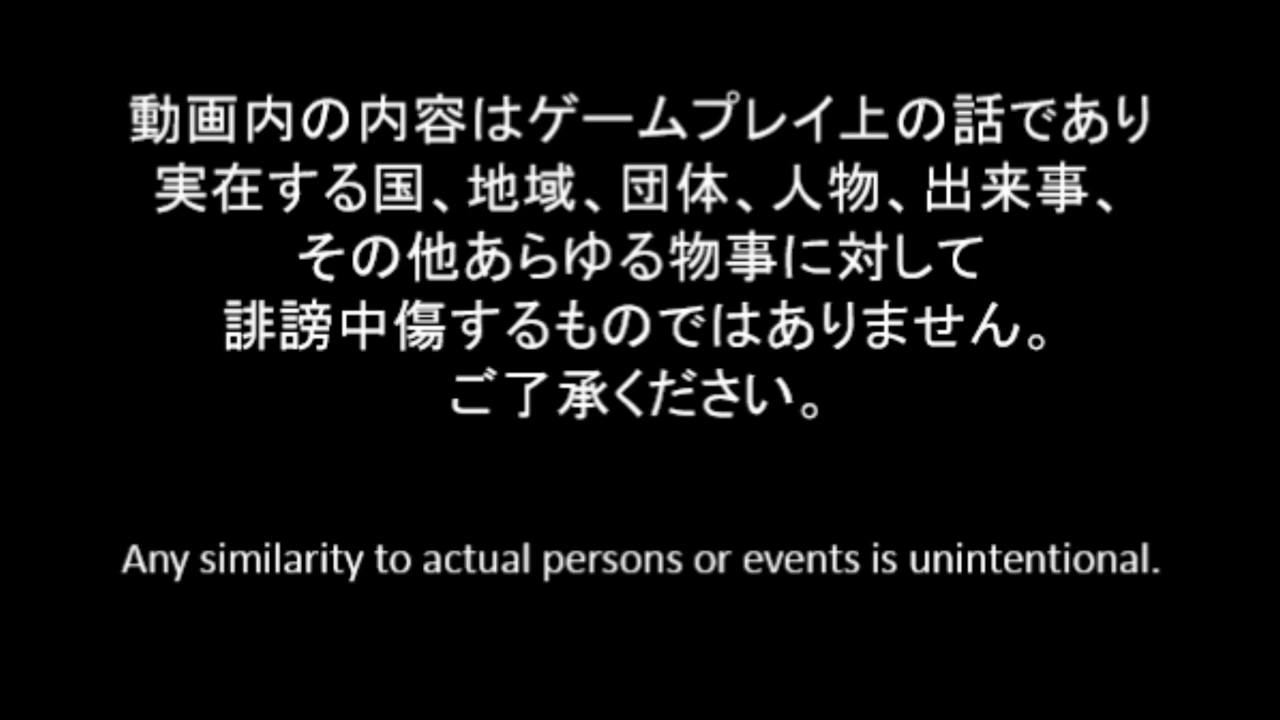 動画内の内容はゲームプレイ上の話であり
実在する国、地域、団体、人物、出来事、
その他あらゆる物事に対して
誹謗中傷するものではありません。
ご了承ください。
Any similarity to actual persons or events is unintentional.